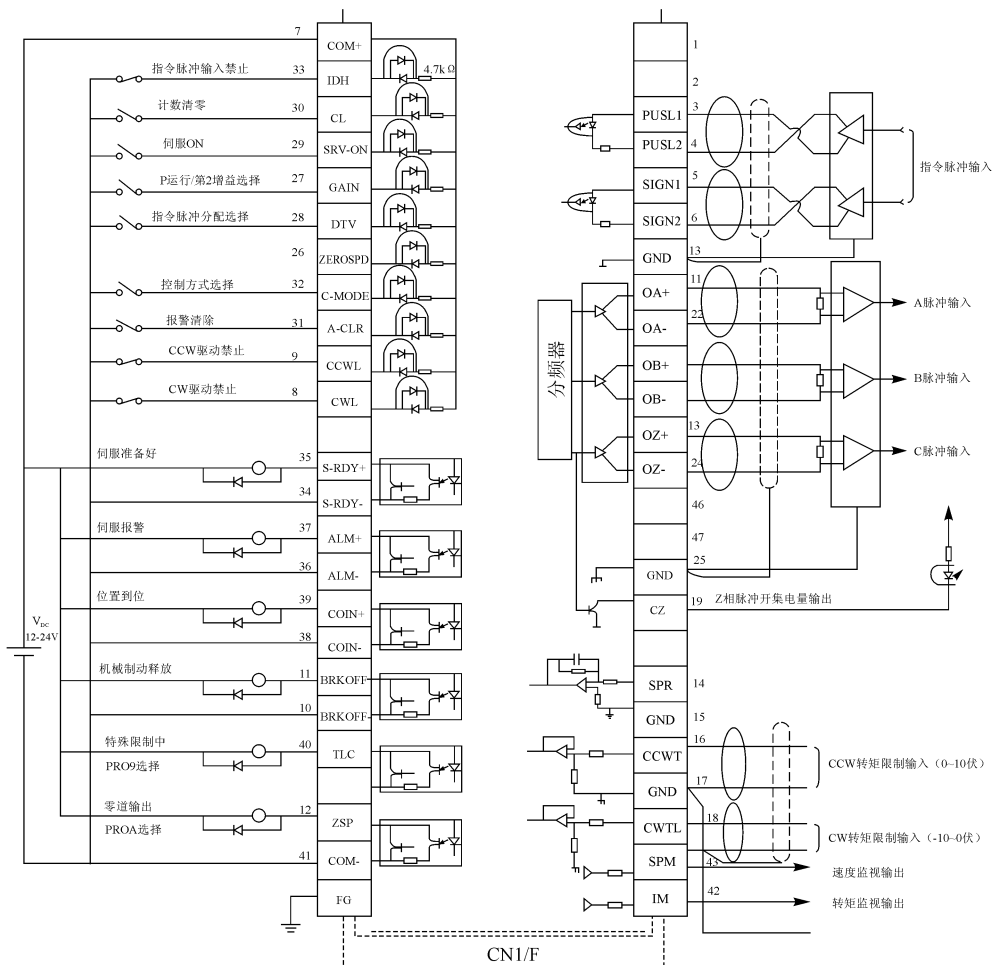 7
COM+
指令脉冲输入禁止 33 IDH 4.7k Ω
计数清零 30 CL
伺服ON 29 SRV-ON
P运行/第2增益选择 27 GAIN
指令脉冲分配选择 28 DTV
26 ZEROSPD
控制方式选择 32 C-MODE
报警清除 31 A-CLR
CCW驱动禁止 9 CCWL
CW驱动禁止 8 CWL
伺服准备好 35 S-RDY+
34 S-RDY-
伺服报警 37 ALM+
36 ALM-
位置到位 39 COIN+
VDC
12-24V
38 COIN-
机械制动释放 11 BRKOFF
10 BRKOFF-
特殊限制中 40 TLC
PRO9选择
零道输出 12 ZSP
PROA选择
41 COM-
FG
1
2
PUSL1 3
PUSL2 4
指令脉冲输入
SIGN1 5
SIGN2 6
GND 13
OA+ 11
A脉冲输入
OA- 22
分频器
OB+
B脉冲输入
OB-
OZ+ 13
C脉冲输入
OZ- 24
46
47
GND 25
CZ 19 Z相脉冲开集电量输出
SPR 14
GND 15
CCWT 16
CCW转矩限制输入（0–10伏）
GND 17
CWTL 18
CW转矩限制输入（-10–0伏）
SPM 43 速度监视输出
IM 42 转矩监视输出
CN1/F